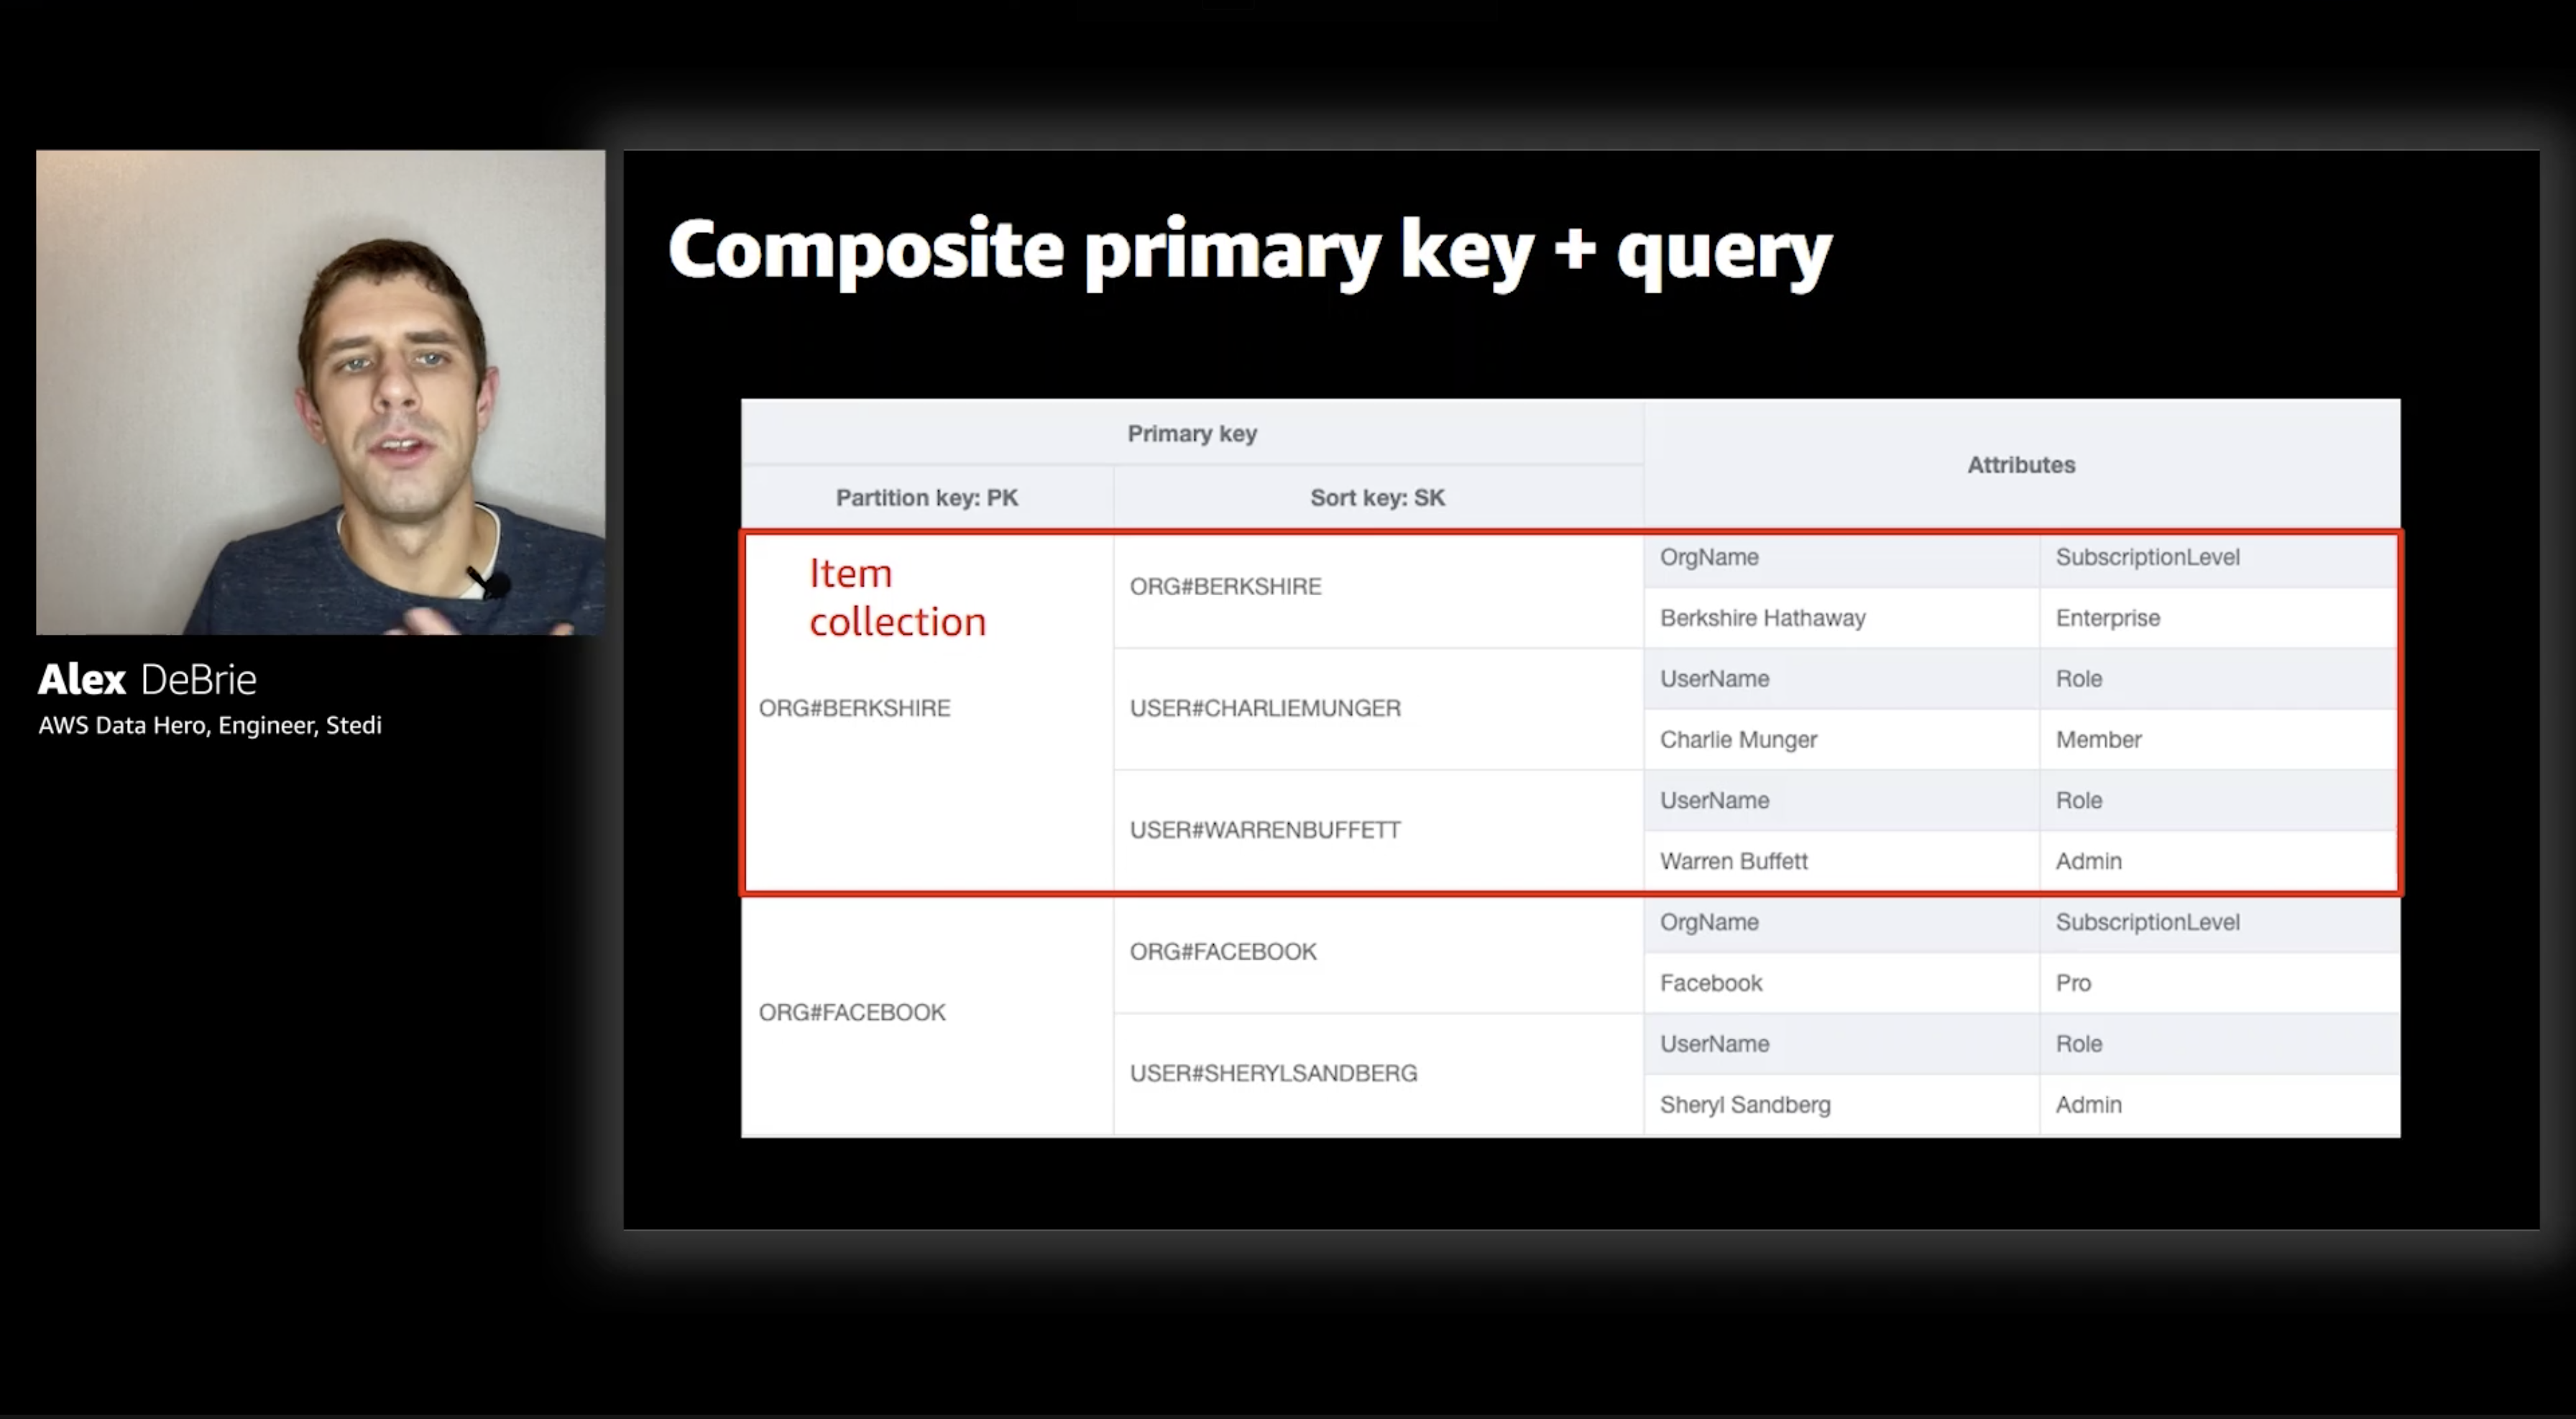 Composite primary key + query
Alex DeBrie
AWS Data Hero, Engineer, Stedi
Primary key
Attributes
Partition key: PK
Sort key: SK
Item
collection
ORG#BERKSHIRE
ORG#BERKSHIRE
OrgName
SubscriptionLevel
Berkshire Hathaway
Enterprise
USER#CHARLIEMUNGER
UserName
Role
Charlie Munger
Member
USER#WARRENBUFFETT
UserName
Role
Warren Buffett
Admin
ORG#FACEBOOK
ORG#FACEBOOK
OrgName
SubscriptionLevel
Facebook
Pro
USER#SHERYLSANDBERG
UserName
Role
Sheryl Sandberg
Admin